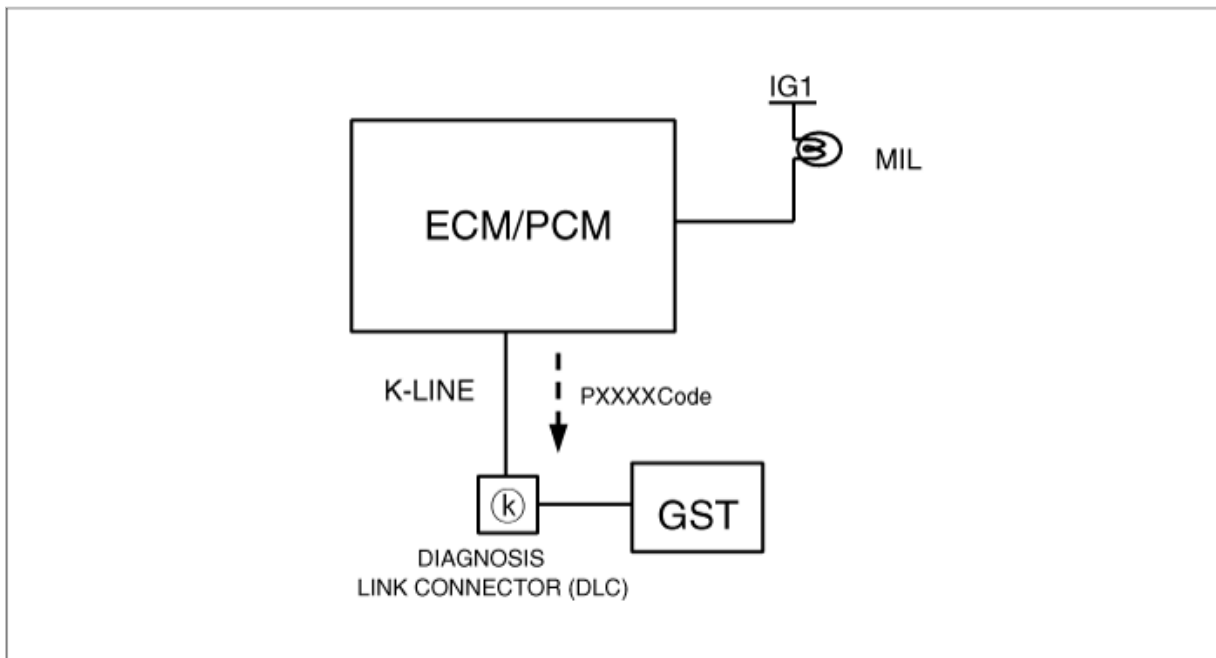 IG1
MIL
ECM/PCM
K-LINE
PXXXXCode
k
GST
DIAGNOSIS
LINK CONNECTOR (DLC)